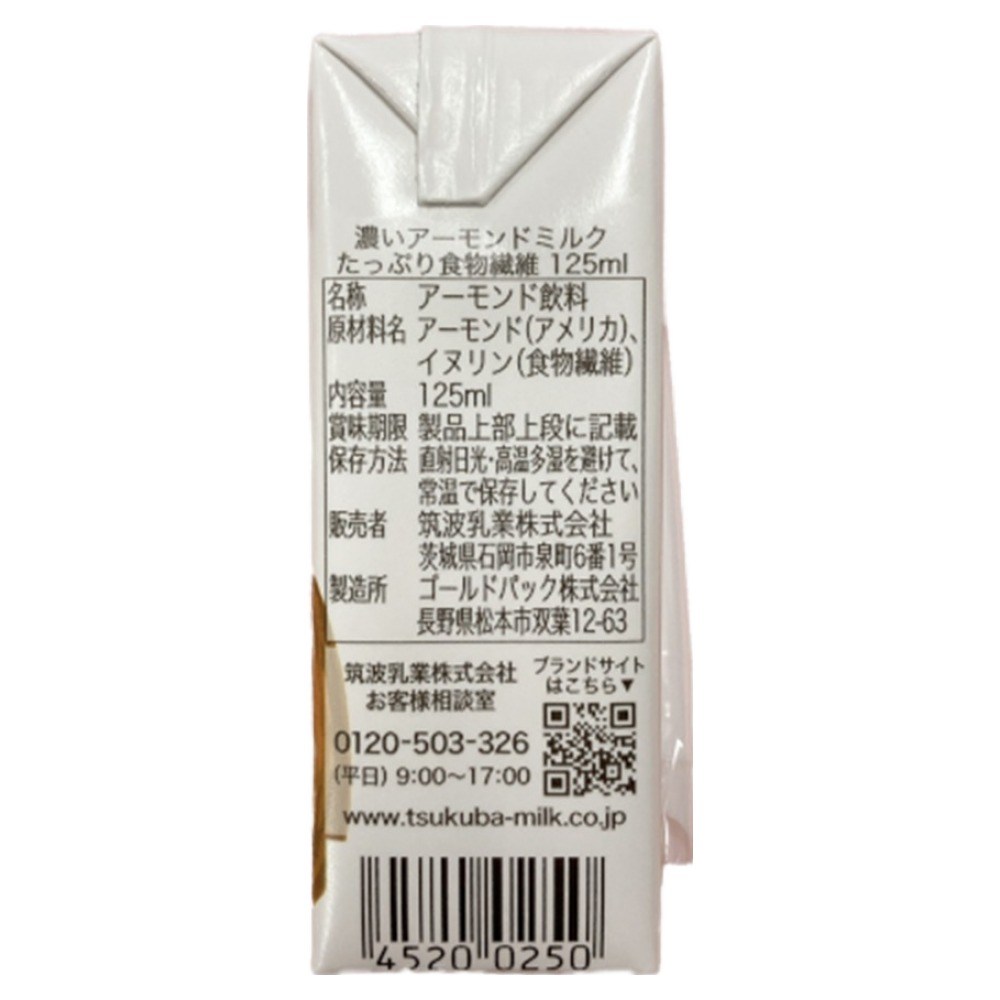 濃いアーモンドミルク
たっぷり食物繊維 125ml
名称 アーモンド飲料
原材料名 アーモンド(アメリカ)、
イヌリン(食物繊維)
内容量 125ml
賞味期限 製品上部上段に記載
保存方法 直射日光・高温多湿を避けて、
常温で保存してください
販売者 筑波乳業株式会社
茨城県石岡市泉町6番1号
製造所 ゴールドパック株式会社
長野県松本市双葉12-63
筑波乳業株式会社
お客様相談室
0120-503-326
(平日) 9:00〜17:00
ブランドサイト
はこちら▼
www.tsukuba-milk.co.jp
4520 0250